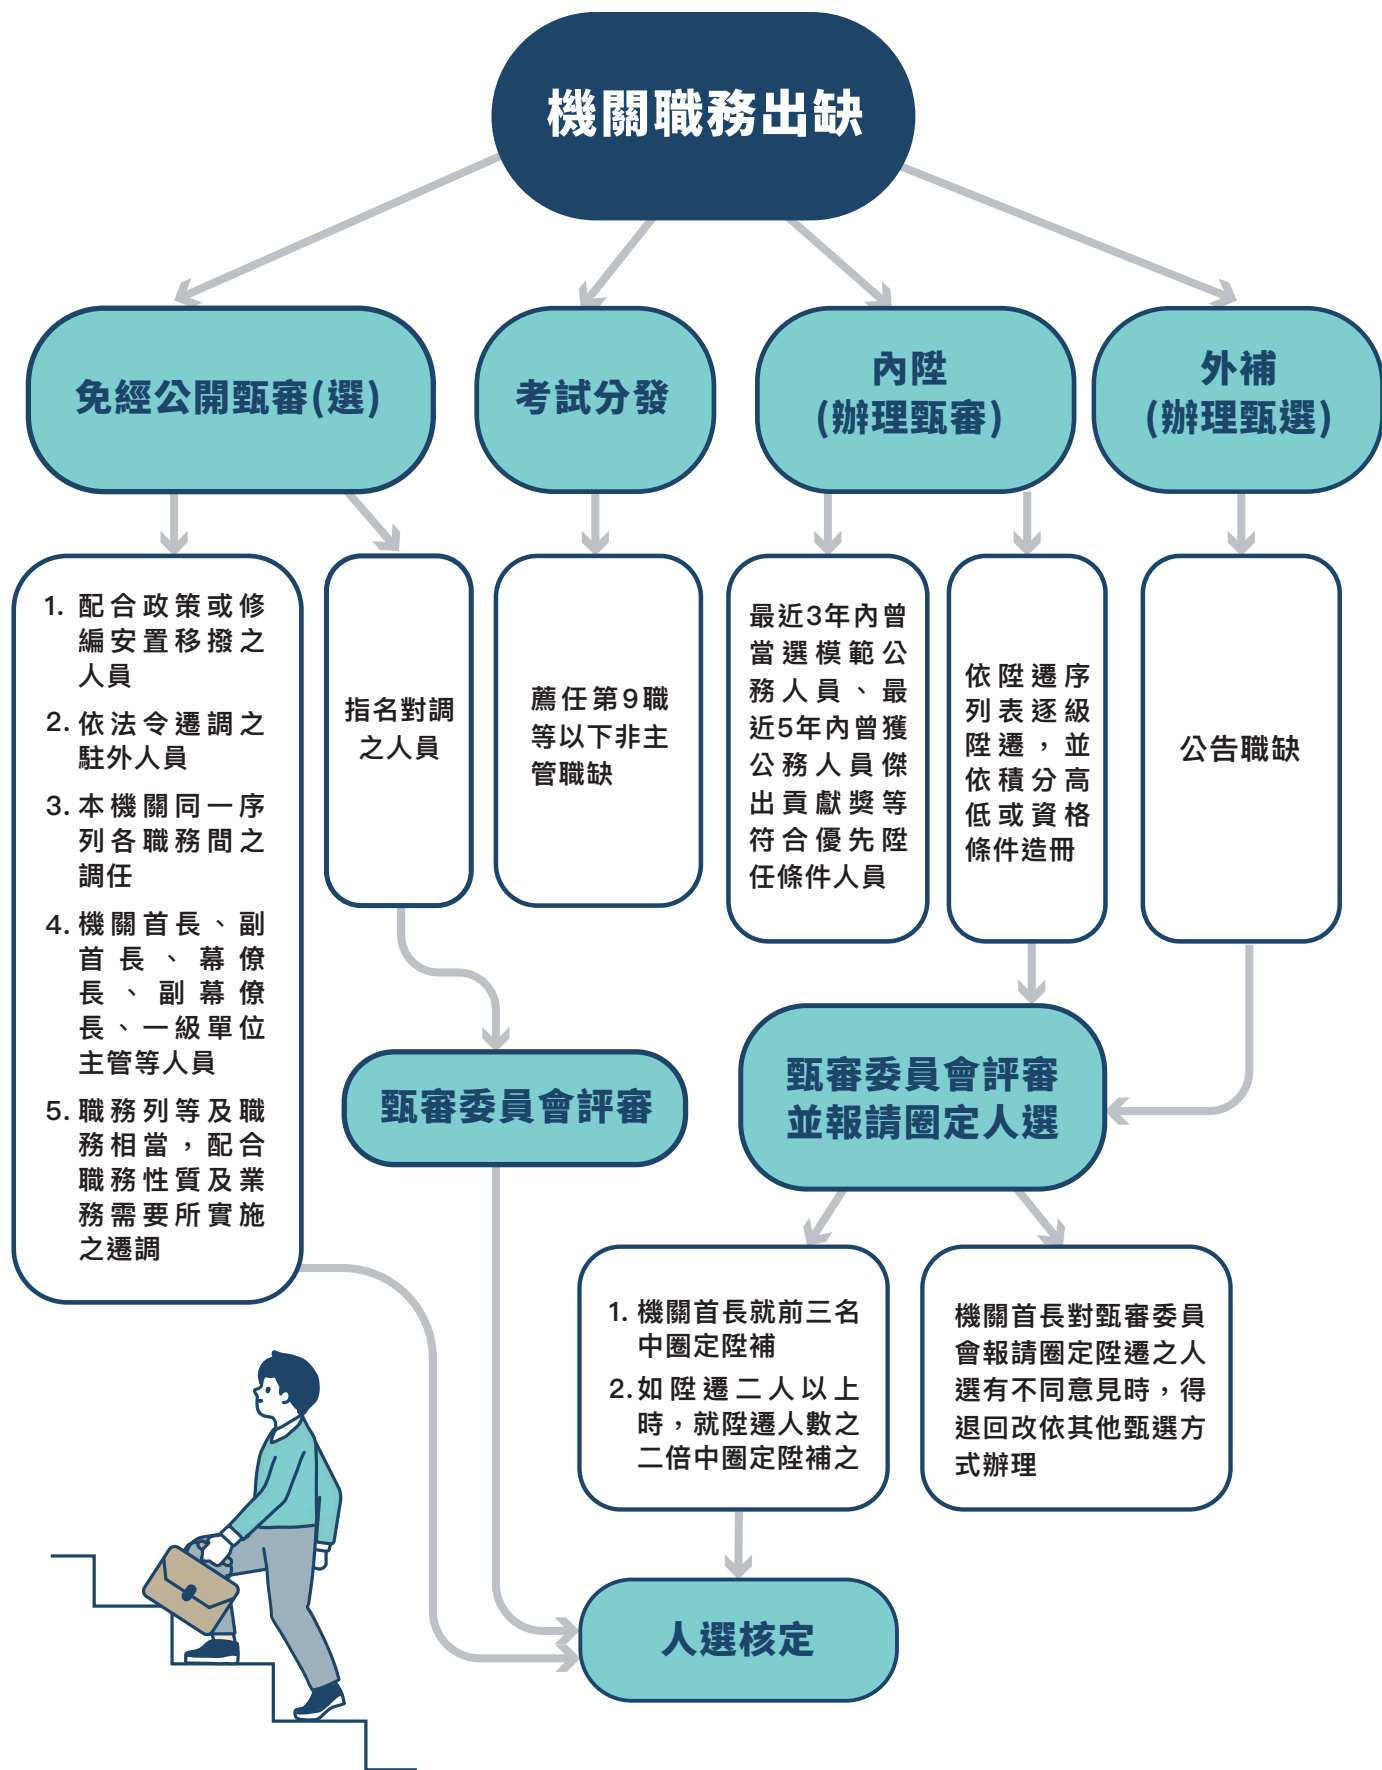 機關職務出缺
免經公開甄審(選)
考試分發
內陞
(辦理甄審)
外補
(辦理甄選)
1. 配合政策或修
編安置移撥之
人員
2. 依法令遷調之
駐外人員
3. 本機關同一序
列各職務間之
調任
4. 機關首長、副
首長、幕僚
長、副幕僚
長、一級單位
主管等人員
5. 職務列等及職
務相當，配合
職務性質及業
務需要所實施
之遷調
指名對調
之人員
薦任第9職
等以下非主
管職缺
最近3年內曾
當選模範公
務人員、最
近5年內曾獲
公務人員傑
出貢獻獎等
符合優先陞
任條件人員
依陞遷序
列表逐級
陞遷，並
依積分高
低或資格
條件造冊
公告職缺
甄審委員會評審
甄審委員會評審
並報請圈定人選
1. 機關首長就前三名
中圈定陞補
2. 如陞遷二人以上
時，就陞遷人數之
二倍中圈定陞補之
機關首長對甄審委員
會報請圈定陞遷之人
選有不同意見時，得
退回改依其他甄選方
式辦理
人選核定